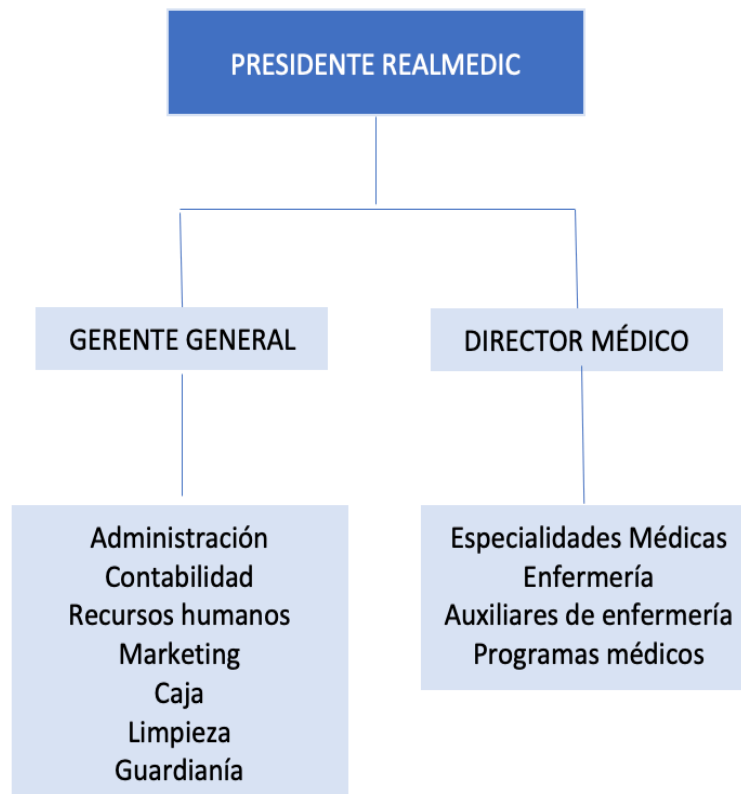 PRESIDENTE REALMEDIC
GERENTE GENERAL
DIRECTOR MÉDICO
Administración
Contabilidad
Recursos humanos
Marketing
Caja
Limpieza
Guardianía
Especialidades Médicas
Enfermería
Auxiliares de enfermería
Programas médicos